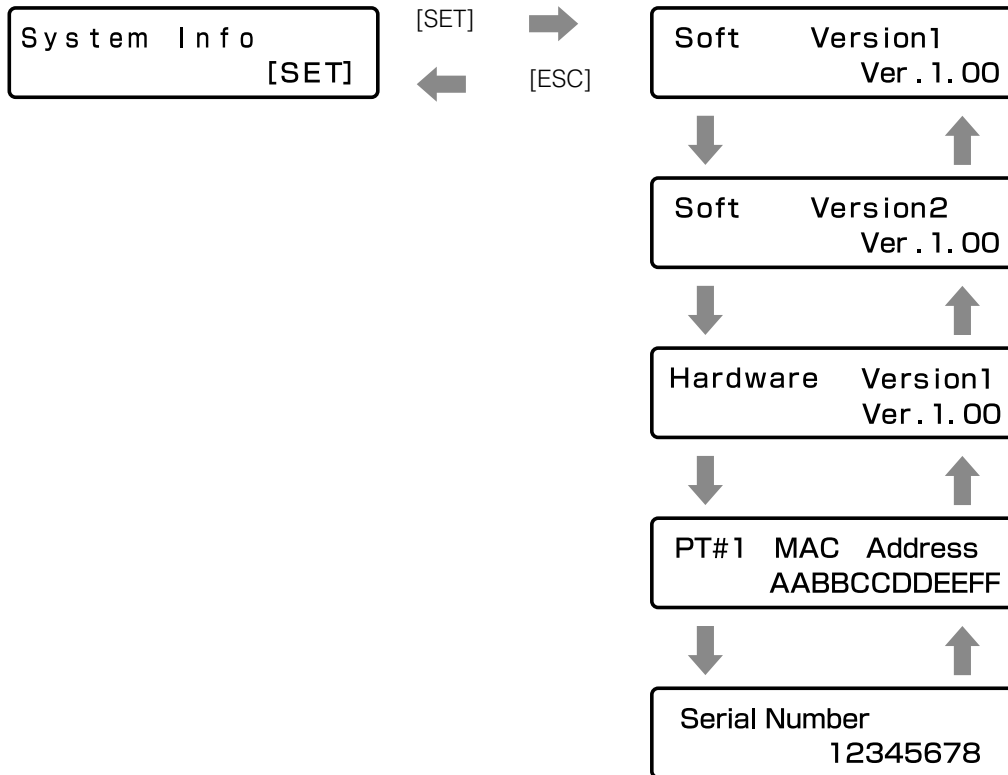 System Info
[SET]
[SET]
[ESC]
Soft Version1
Ver.1.00
Soft Version2
Ver.1.00
Hardware Version1
Ver.1.00
PT#1 MAC Address
AABBCCDDEEFF
Serial Number
12345678